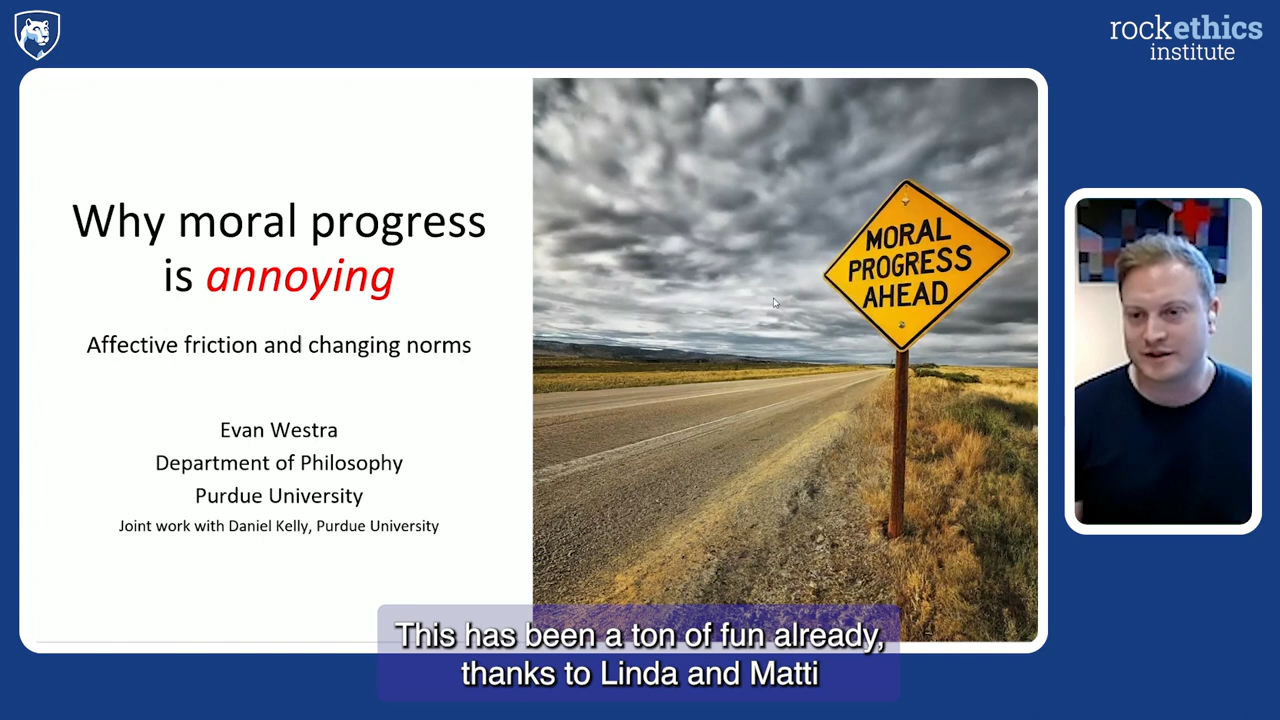 rockethics
institute
Why moral progress
is annoying
Affective friction and changing norms
Evan Westra
Department of Philosophy
Purdue University
Joint work with Daniel Kelly, Purdue University
MORAL
PROGRESS
AHEAD
This has been a ton of fun already,
thanks to Linda and Matti